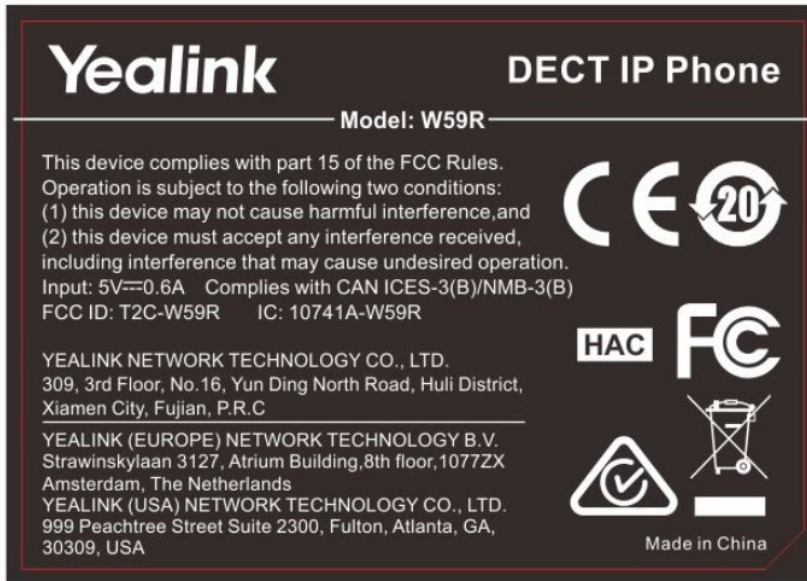 Yealink
DECT IP Phone
Model: W59R
This device complies with part 15 of the FCC Rules.
Operation is subject to the following two conditions:
(1) this device may not cause harmful interference,and
(2) this device must accept any interference received,
including interference that may cause undesired operation.
Input: 5V⎓0.6A Complies with CAN ICES-3(B)/NMB-3(B)
FCC ID: T2C-W59R IC: 10741A-W59R
CE 20
HAC FC
YEALINK NETWORK TECHNOLOGY CO., LTD.
309, 3rd Floor, No.16, Yun Ding North Road, Huli District,
Xiamen City, Fujian, P.R.C
YEALINK (EUROPE) NETWORK TECHNOLOGY B.V.
Strawinskylaan 3127, Atrium Building,8th floor,1077ZX
Amsterdam, The Netherlands
YEALINK (USA) NETWORK TECHNOLOGY CO., LTD.
999 Peachtree Street Suite 2300, Fulton, Atlanta, GA,
30309, USA
Made in China